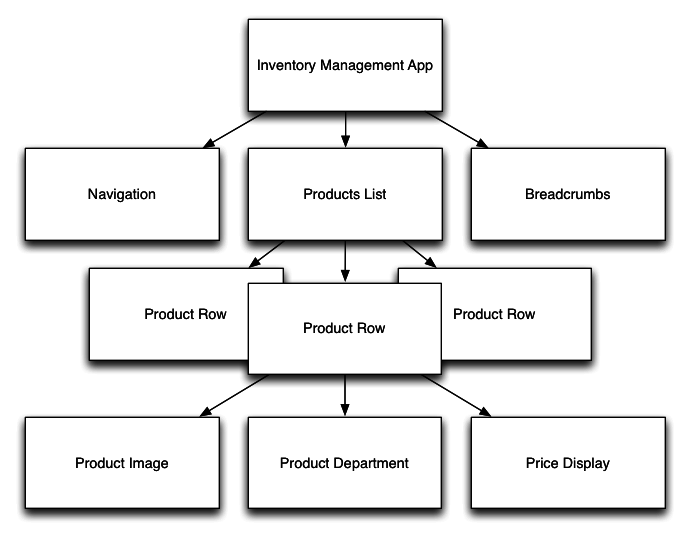 Inventory Management App
Navigation
Products List
Breadcrumbs
Product Row
Product Row
Product Row
Product Image
Product Department
Price Display